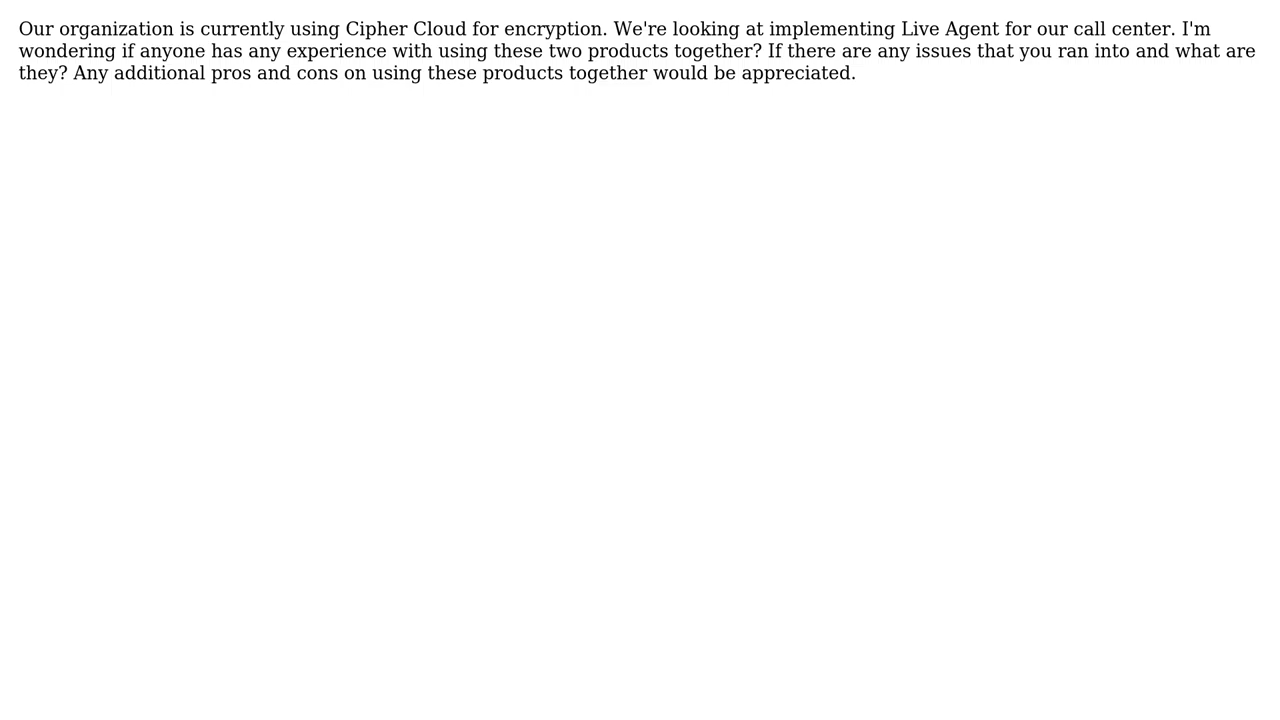 Our organization is currently using Cipher Cloud for encryption. We're looking at implementing Live Agent for our call center. I'm
wondering if anyone has any experience with using these two products together? If there are any issues that you ran into and what are
they? Any additional pros and cons on using these products together would be appreciated.